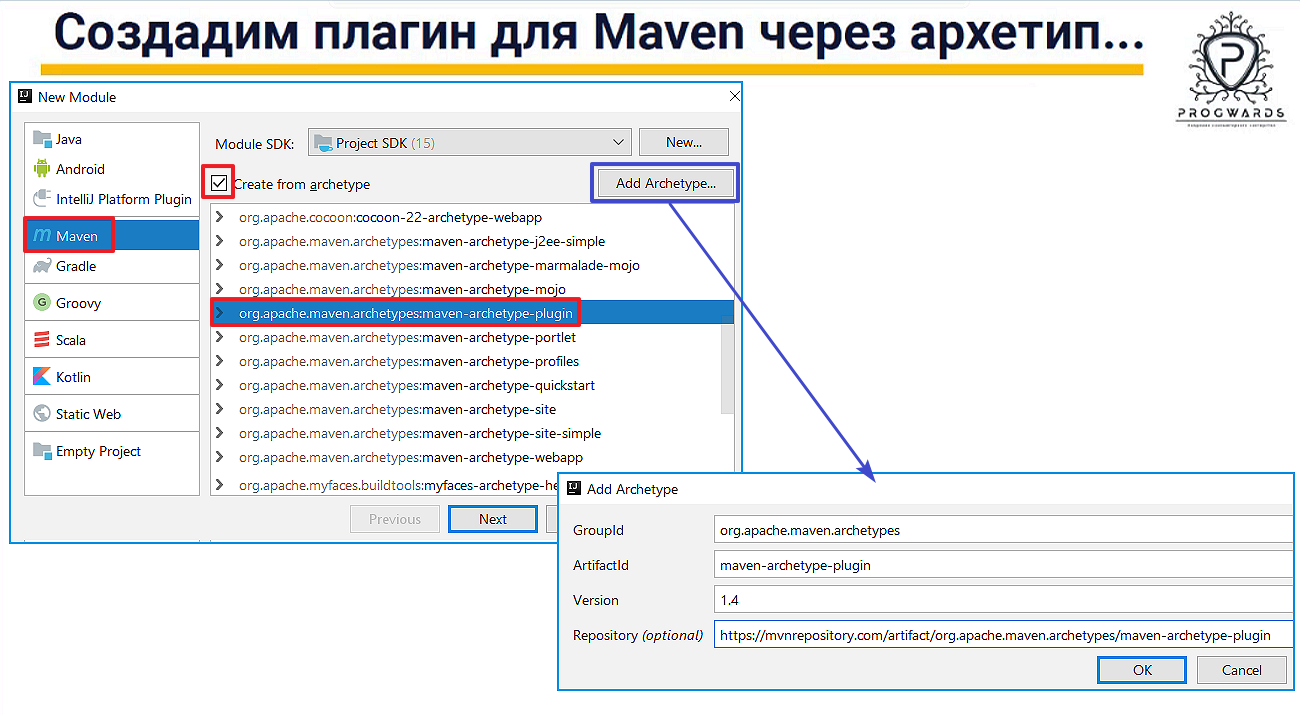 Создадим плагин для Maven через архетип...
PROGWARDS
New Module
Java
Android
IntelliJ Platform Plugin
Maven
Gradle
Groovy
Scala
Kotlin
Static Web
Empty Project
Module SDK: Project SDK (15) New...
Create from archetype Add Archetype...
org.apache.cocoon:cocoon-22-archetype-webapp
org.apache.maven.archetypes:maven-archetype-j2ee-simple
org.apache.maven.archetypes:maven-archetype-marmalade-mojo
org.apache.maven.archetypes:maven-archetype-mojo
org.apache.maven.archetypes:maven-archetype-plugin
org.apache.maven.archetypes:maven-archetype-portlet
org.apache.maven.archetypes:maven-archetype-profiles
org.apache.maven.archetypes:maven-archetype-quickstart
org.apache.maven.archetypes:maven-archetype-site
org.apache.maven.archetypes:maven-archetype-site-simple
org.apache.maven.archetypes:maven-archetype-webapp
org.apache.myfaces.buildtools:myfaces-archetype-he
Previous Next
Add Archetype
GroupId org.apache.maven.archetypes
ArtifactId maven-archetype-plugin
Version 1.4
Repository (optional) https://mvnrepository.com/artifact/org.apache.maven.archetypes/maven-archetype-plugin
OK Cancel